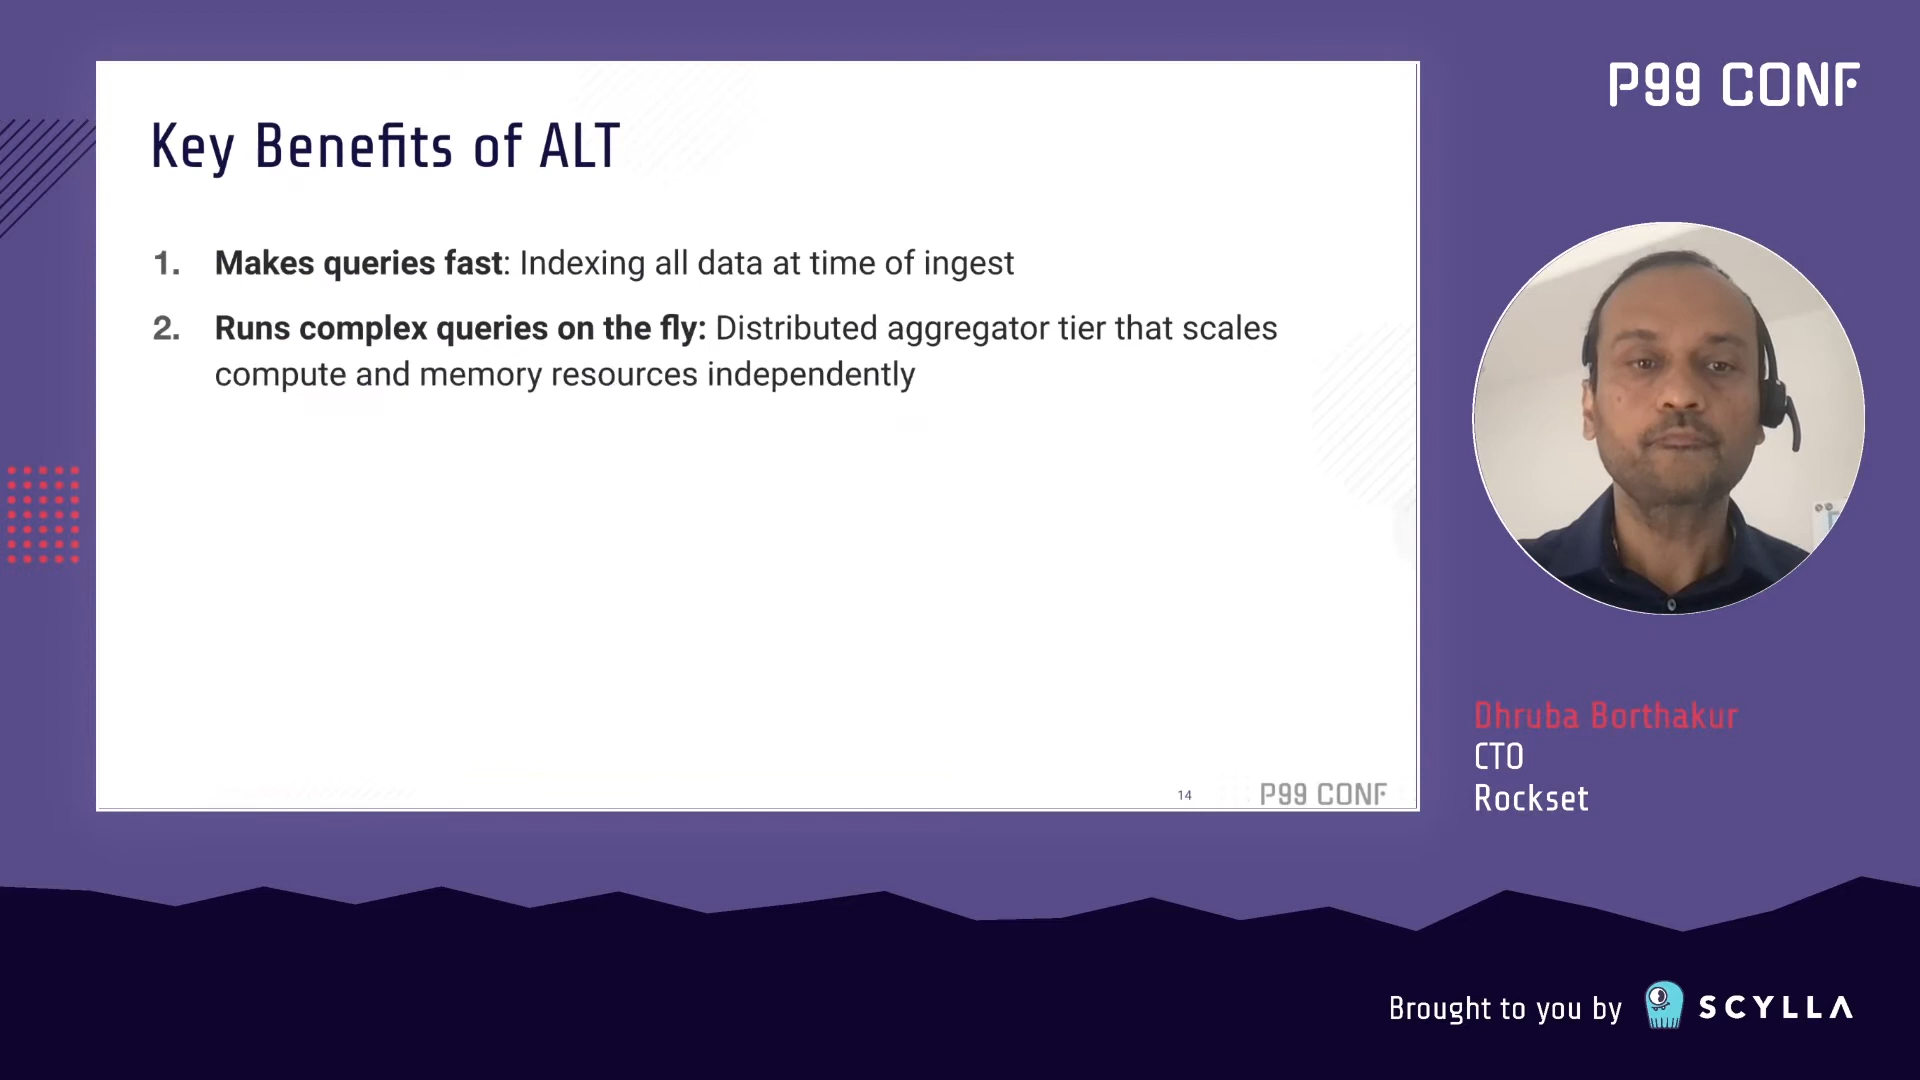 P99 CONF
Key Benefits of ALT
1. Makes queries fast: Indexing all data at time of ingest
2. Runs complex queries on the fly: Distributed aggregator tier that scales
compute and memory resources independently
14
P99 CONF
Dhruba Borthakur
CTO
Rockset
Brought to you by SCYLLA